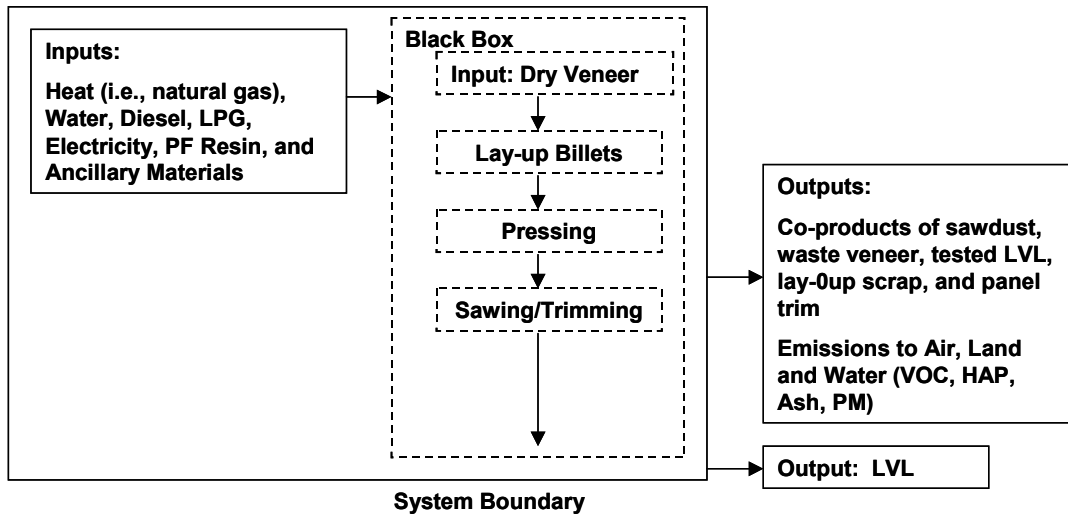 Inputs:
Heat (i.e., natural gas),
Water, Diesel, LPG,
Electricity, PF Resin, and
Ancillary Materials
Black Box
Input: Dry Veneer
Lay-up Billets
Pressing
Sawing/Trimming
Outputs:
Co-products of sawdust,
waste veneer, tested LVL,
lay-0up scrap, and panel
trim
Emissions to Air, Land
and Water (VOC, HAP,
Ash, PM)
Output: LVL
System Boundary